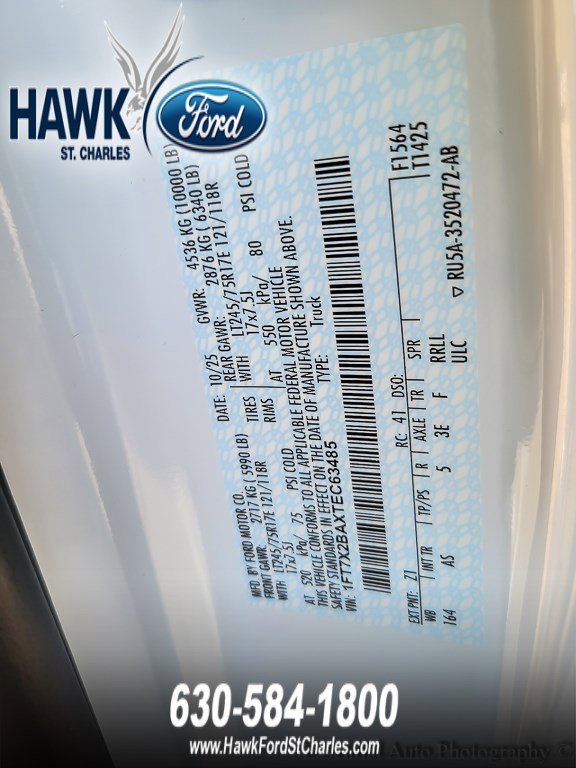 HAWK
Ford
ST. CHARLES
MFD. BY FORD MOTOR CO.
DATE: 10/25 GVWR: 4536 KG (10000 LB)
FRONT GAWR: 2717 KG ( 5990 LB)
REAR GAWR: 2876 KG ( 6340 LB)
WITH LT245/75R17E 121/118R TIRES WITH LT245/75R17E 121/118R
17x7.5J RIMS 17x7.5J
AT 520 kPa/ 75 PSI COLD AT 550 kPa/ 80 PSI COLD
THIS VEHICLE CONFORMS TO ALL APPLICABLE FEDERAL MOTOR VEHICLE
SAFETY STANDARDS IN EFFECT ON THE DATE OF MANUFACTURE SHOWN ABOVE.
VIN: 1FT7X2BAXTEC63485 TYPE: Truck
F1564
T1425
EXT PNT: Z1 RC: 41 DSO:
WB INT TR TP/PS R AXLE TR SPR
164 AS 5 3E F RRLL
ULC
▽ RU5A-3520472-AB
630-584-1800
www.HawkFordStCharles.com
Auto Photography ©